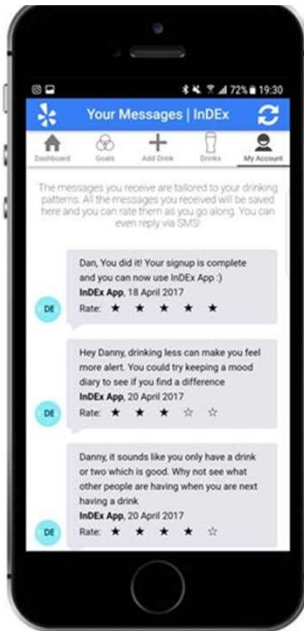 72% 19:30
Your Messages | InDEx
Dashboard
Goals
Add Drink
Drinks
My Account
The messages you receive are tailored to your drinking
patterns. All the messages you received will be saved
here and you can rate them as you go along. You can
even reply via SMS!
Dan, You did it! Your signup is complete
and you can now use InDEx App :)
InDEx App, 18 April 2017
DE
Rate: ★ ★ ★ ★ ★
Hey Danny, drinking less can make you feel
more alert. You could try keeping a mood
diary to see if you find a difference
InDEx App, 20 April 2017
DE
Rate: ★ ★ ★ ☆ ☆
Danny, it sounds like you only have a drink
or two which is good. Why not see what
other people are having when you are next
having a drink
InDEx App, 20 April 2017
DE
Rate: ★ ★ ★ ★ ☆